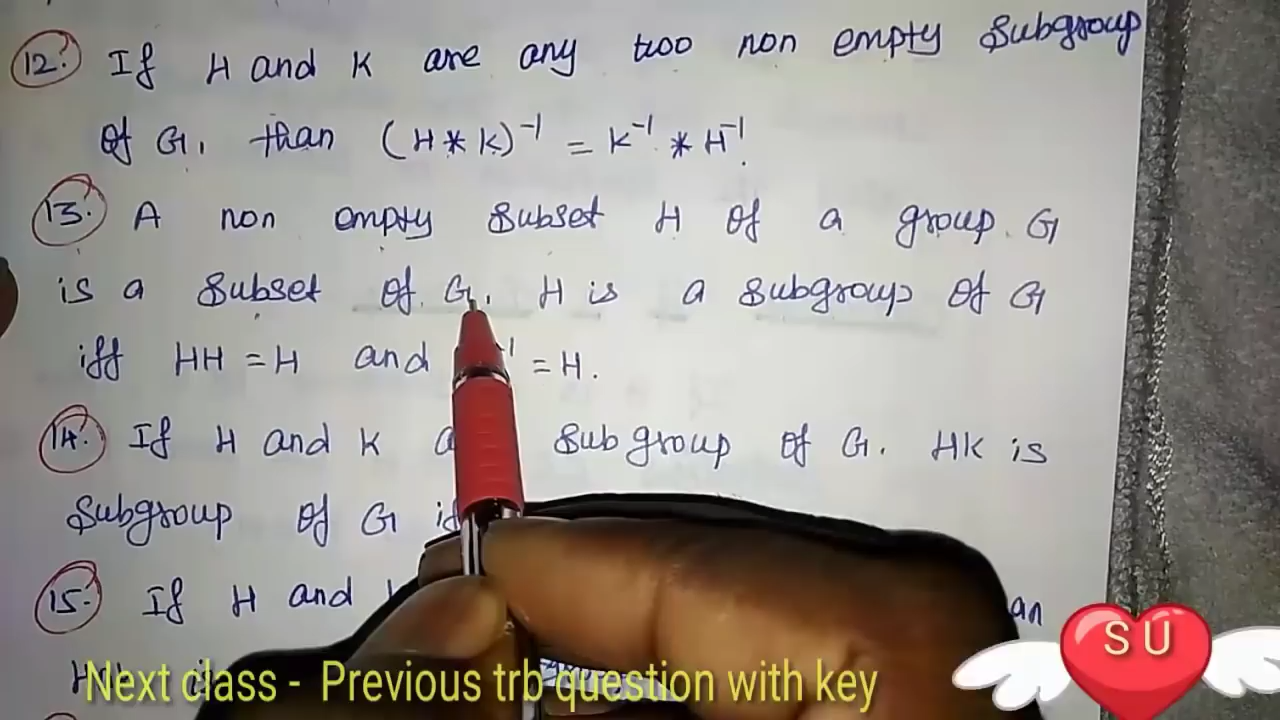 12. If H and K are any two non empty Subgroup
of G, than (H * K)⁻¹ = K⁻¹ * H⁻¹.
13. A non empty Subset H of a group G
is a Subset of G. H is a subgroup of G
iff HH = H and = H.
14. If H and K Subgroup of G. HK is
Subgroup of G
15. If H and
Next class - Previous trb question with key
S U